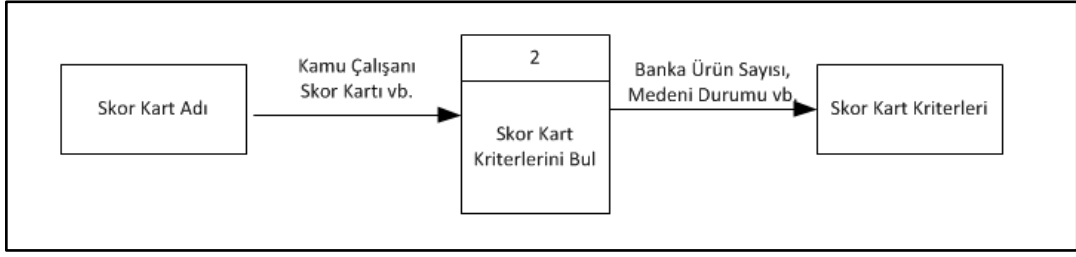 Skor Kart Adı
Kamu Çalışanı
Skor Kartı vb.
2
Skor Kart
Kriterlerini Bul
Banka Ürün Sayısı,
Medeni Durumu vb.
Skor Kart Kriterleri